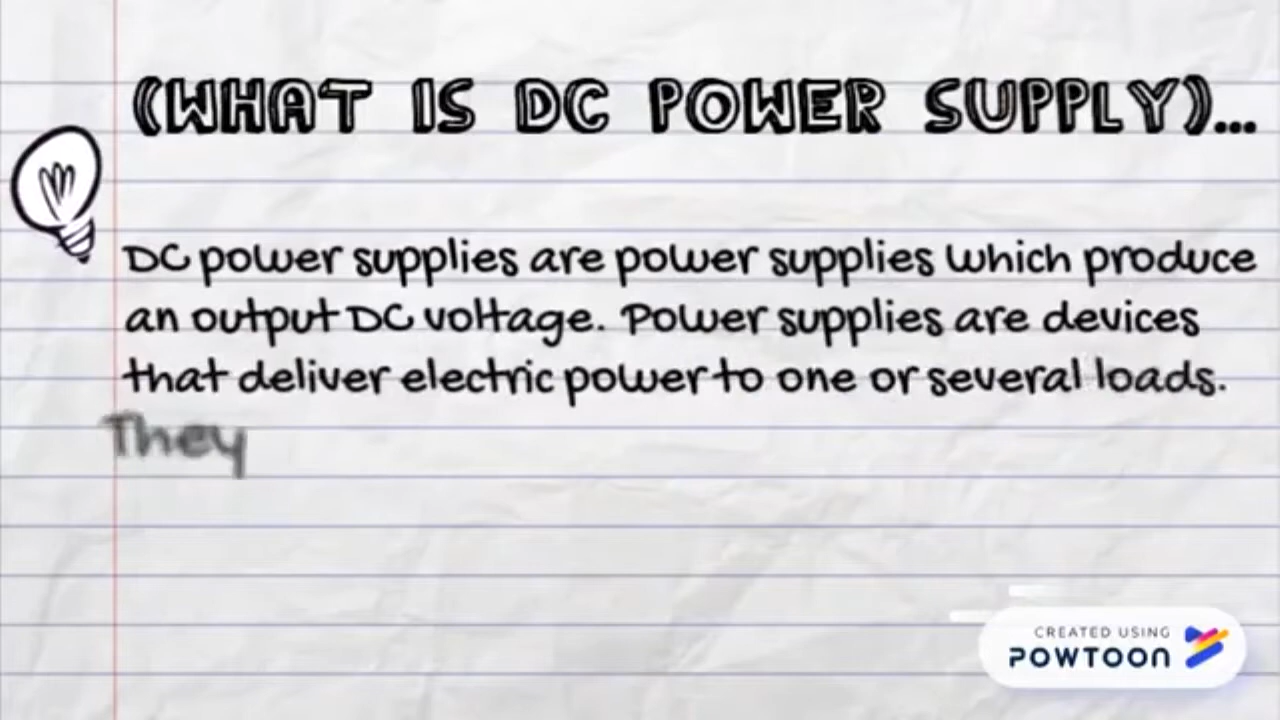 (WHAT IS DC POWER SUPPLY)...
DC power supplies are power supplies which produce
an output DC voltage. Power supplies are devices
that deliver electric power to one or several loads.
They
CREATED USING
POWTOON